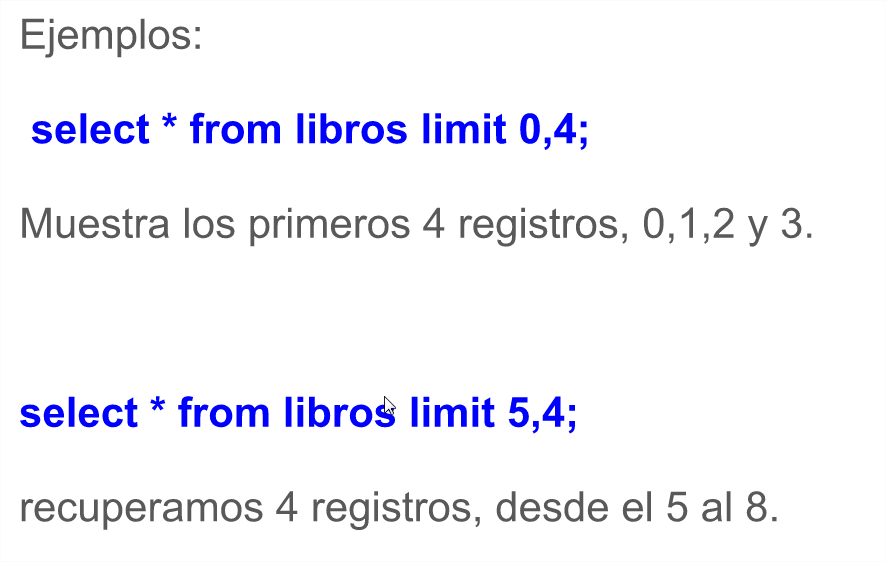 Ejemplos:
select * from libros limit 0,4;
Muestra los primeros 4 registros, 0,1,2 y 3.
select * from libros limit 5,4;
recuperamos 4 registros, desde el 5 al 8.